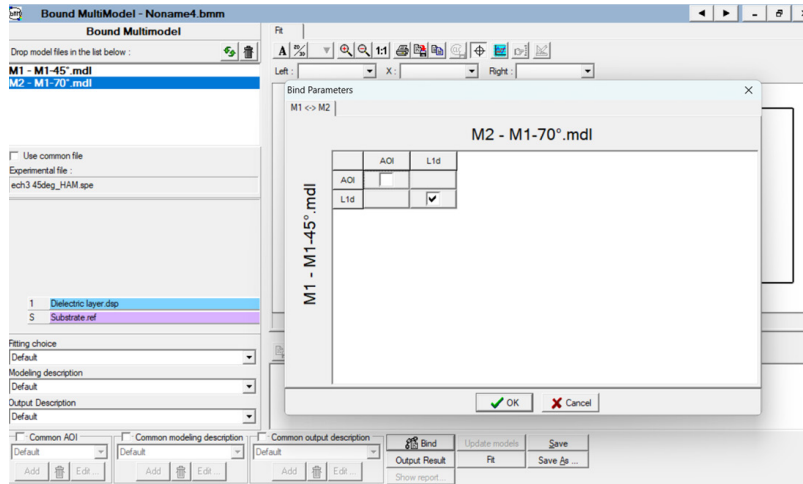 Bound MultiModel - Noname4.bmm
Bound Multimodel
Drop model files in the list below :
M1 - M1-45°.mdl
M2 - M1-70°.mdl
Use common file
Experimental file :
ech3 45deg_HAM.spe
1 Dielectric layer.dsp
S Substrate.ref
Fitting choice
Default
Modeling description
Default
Output Description
Default
Common AOI
Default
Add Edit...
Common modeling description
Default
Add Edit...
Common output description
Default
Add Edit...
Bind Update models Save
Output Result Fit Save As ...
Show report...
Fit
A 1:1
Left : X : Right :
Bind Parameters
M1 <-> M2
M2 - M1-70°.mdl
M1 - M1-45°.mdl
AOI L1d
AOI
L1d
OK Cancel